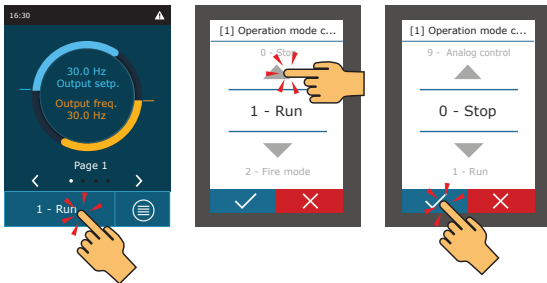 16:30
30.0 Hz
Output setp.
Output freq.
30.0 Hz
Page 1
1 - Run
[1] Operation mode c...
0 - Stop
1 - Run
2 - Fire mode
[1] Operation mode c...
9 - Analog control
0 - Stop
1 - Run